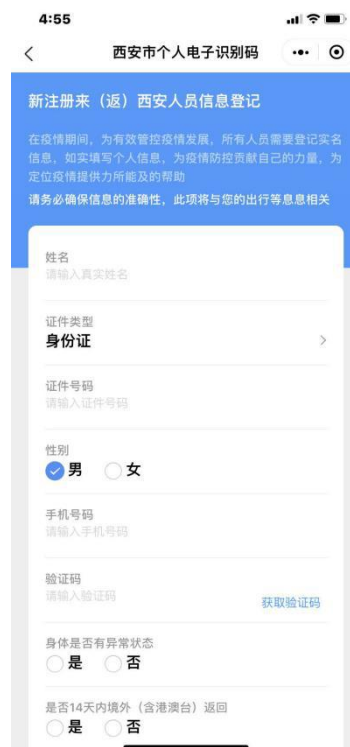 4:55
西安市个人电子识别码
新注册来（返）西安人员信息登记
在疫情期间，为有效管控疫情发展，所有人员需要登记实名
信息，如实填写个人信息，为疫情防控贡献自己的力量，为
定位疫情提供力所能及的帮助
请务必确保信息的准确性，此项将与您的出行等息息相关
姓名
请输入真实姓名
证件类型
身份证
证件号码
请输入证件号码
性别
男 女
手机号码
请输入手机号码
验证码
请输入验证码 获取验证码
身体是否有异常状态
是 否
是否14天内境外（含港澳台）返回
是 否